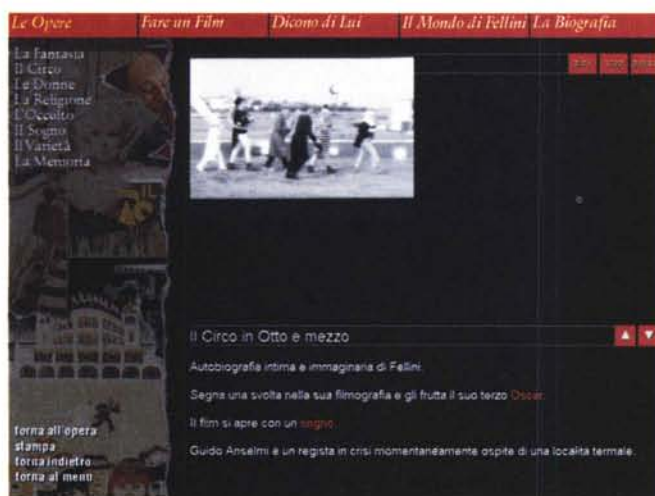 Le Opere
Fare un Film
Dicono di Lui
Il Mondo di Fellini
La Biografia
La Fantasia
Il Circo
Le Donne
La Religione
L'Occulto
Il Sogno
Il Varietà
La Memoria
Il Circo in Otto e mezzo
Autobiografia intima e immaginaria di Fellini.
Segna una svolta nella sua filmografia e gli frutta il suo terzo Oscar.
Il film si apre con un sogno.
Guido Anselmi è un regista in crisi momentaneamente ospite di una località termale.
torna all'opera
stampa
torna indietro
torna al menu